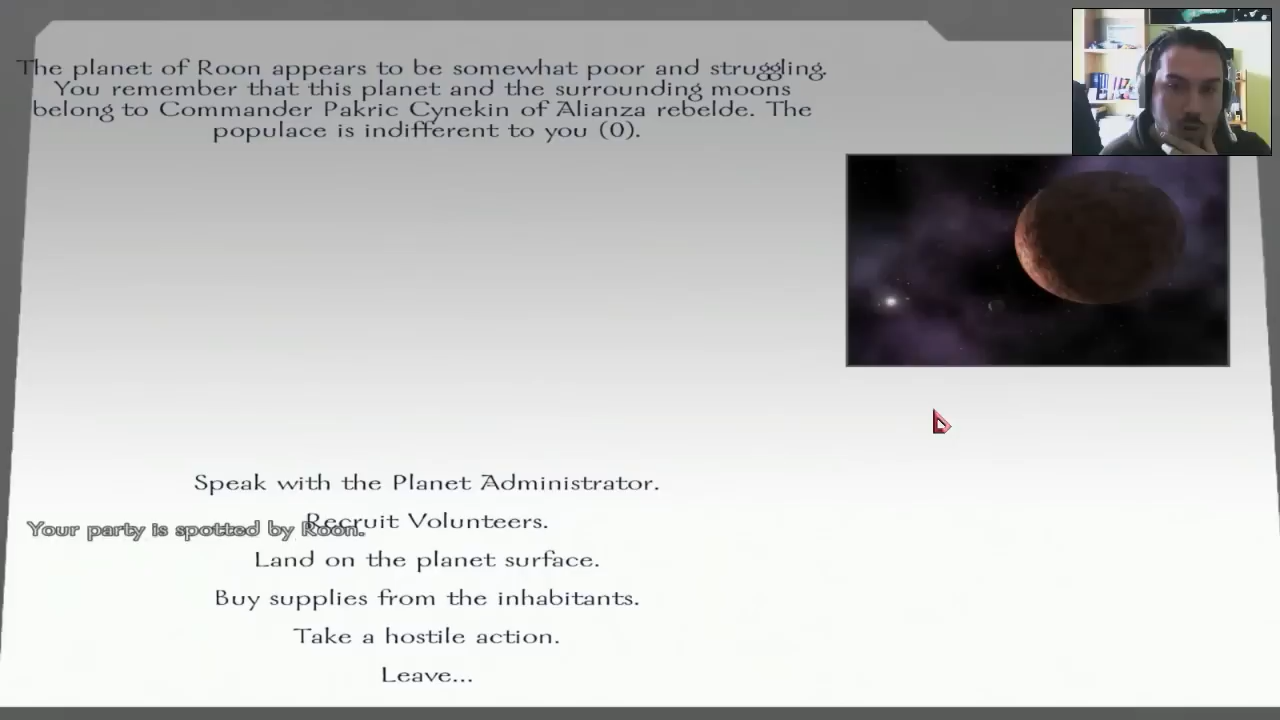 The planet of Roon appears to be somewhat poor and struggling.
You remember that this planet and the surrounding moons
belong to Commander Pakric Cynekin of Alianza rebelde. The
populace is indifferent to you (0).
Speak with the Planet Administrator.
Recruit Volunteers.
Your party is spotted by Roon.
Land on the planet surface.
Buy supplies from the inhabitants.
Take a hostile action.
Leave...